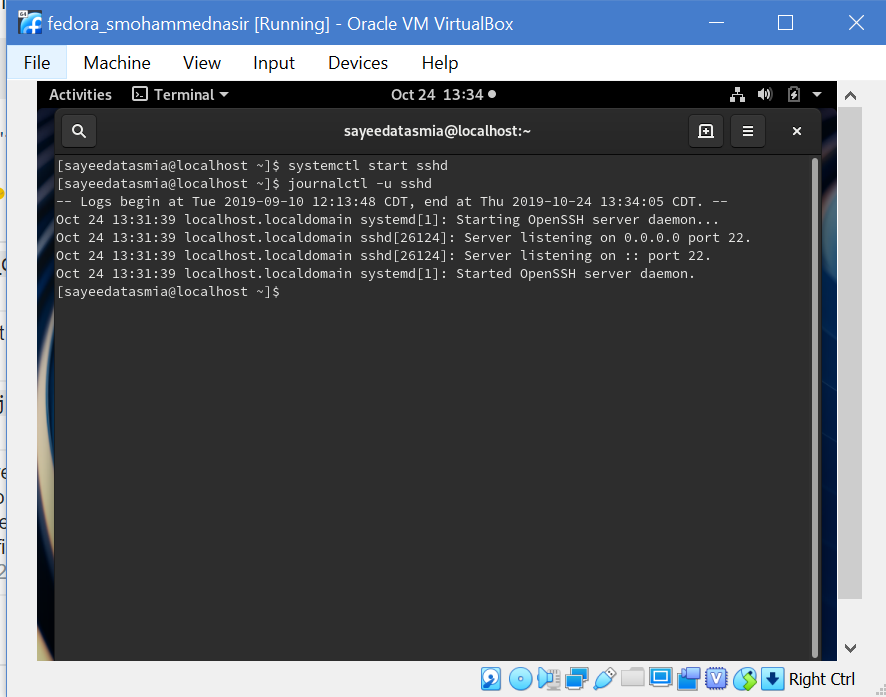 fedora_smohammednasir [Running] - Oracle VM VirtualBox
File Machine View Input Devices Help
Activities Terminal Oct 24 13:34
sayeedatasmia@localhost:~
[sayeedatasmia@localhost ~]$ systemctl start sshd
[sayeedatasmia@localhost ~]$ journalctl -u sshd
-- Logs begin at Tue 2019-09-10 12:13:48 CDT, end at Thu 2019-10-24 13:34:05 CDT. --
Oct 24 13:31:39 localhost.localdomain systemd[1]: Starting OpenSSH server daemon...
Oct 24 13:31:39 localhost.localdomain sshd[26124]: Server listening on 0.0.0.0 port 22.
Oct 24 13:31:39 localhost.localdomain sshd[26124]: Server listening on :: port 22.
Oct 24 13:31:39 localhost.localdomain systemd[1]: Started OpenSSH server daemon.
[sayeedatasmia@localhost ~]$
Right Ctrl